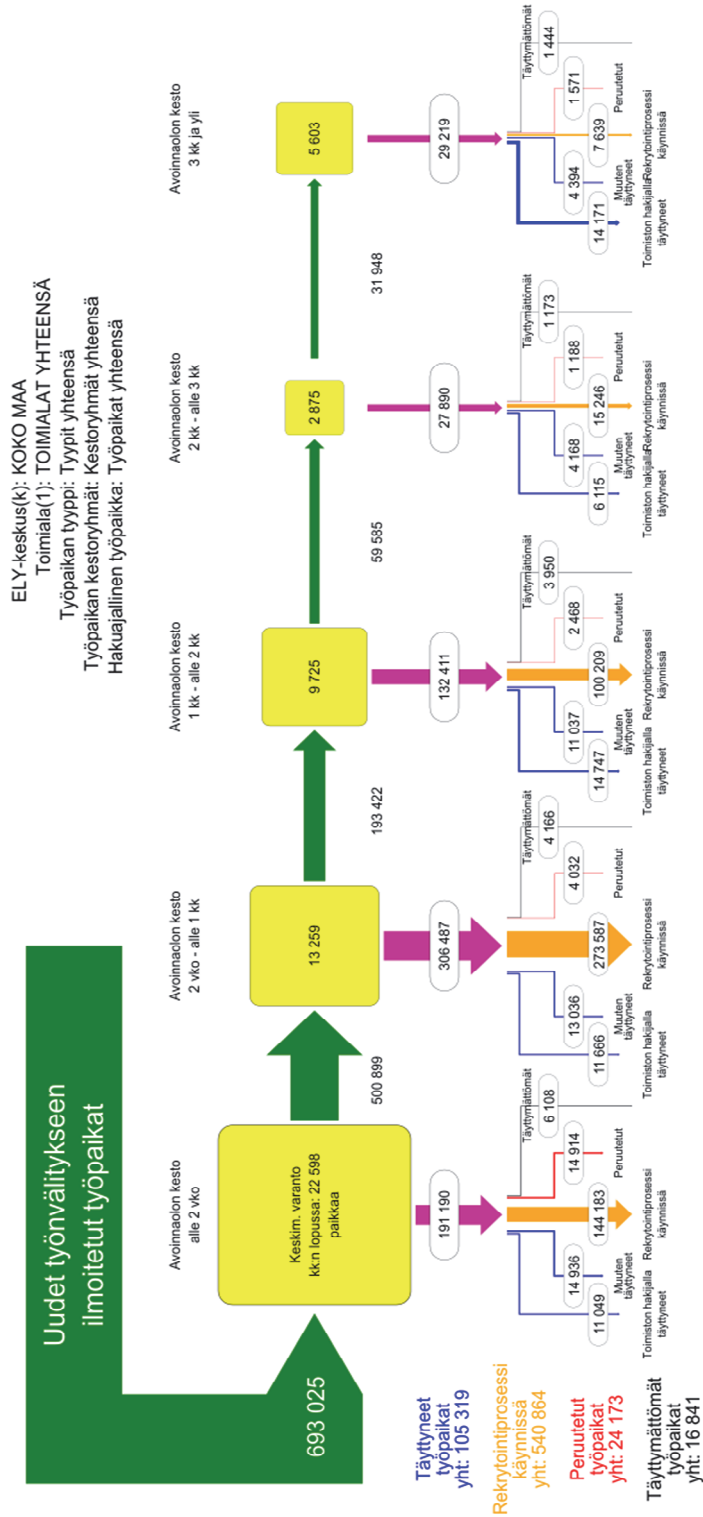 ELY-keskus(k): KOKO MAA
Toimiala(1): TOIMIALAT YHTEENSÄ
Työpaikan tyyppi: Tyypit yhteensä
Työpaikan kestoryhmät: Kestoryhmät yhteensä
Hakuajallinen työpaikka: Työpaikat yhteensä
Uudet työnvälitykseen
ilmoitetut työpaikat
693 025
Avoinnaolon kesto
alle 2 vko
Keskim. varanto
kk:n lopussa: 22 598
paikkaa
500 899
Avoinnaolon kesto
2 vko - alle 1 kk
13 259
193 422
Avoinnaolon kesto
1 kk - alle 2 kk
9 725
59 585
Avoinnaolon kesto
2 kk - alle 3 kk
2 875
31 948
Avoinnaolon kesto
3 kk ja yli
5 603
Täyttyneet
työpaikat
yht: 105 319
Rekrytointiprosessi
käynnissä
yht: 540 864
Peruutetut
työpaikat
yht: 24 173
Täyttymättömät
työpaikat
yht: 16 841
191 190
Täyttymättömät
6 108
14 914
Peruutetut
144 183
Rekrytointiprosessi
käynnissä
14 936
Muuten
täyttyneet
11 049
Toimiston hakijalla
täyttyneet
306 487
Täyttymättömät
4 166
4 032
Peruutetut
273 587
Rekrytointiprosessi
käynnissä
13 036
Muuten
täyttyneet
11 666
Toimiston hakijalla
täyttyneet
132 411
Täyttymättömät
3 950
2 468
Peruutetut
100 209
Rekrytointiprosessi
käynnissä
11 037
Muuten
täyttyneet
14 747
Toimiston hakijalla
täyttyneet
27 890
Täyttymättömät
1 173
1 188
Peruutetut
15 246
Rekrytointiprosessi
käynnissä
4 168
Muuten
täyttyneet
6 115
Toimiston hakijalla
täyttyneet
29 219
Täyttymättömät
1 444
1 571
Peruutetut
7 639
Rekrytointiprosessi
käynnissä
4 394
Muuten
täyttyneet
14 171
Toimiston hakijalla
täyttyneet